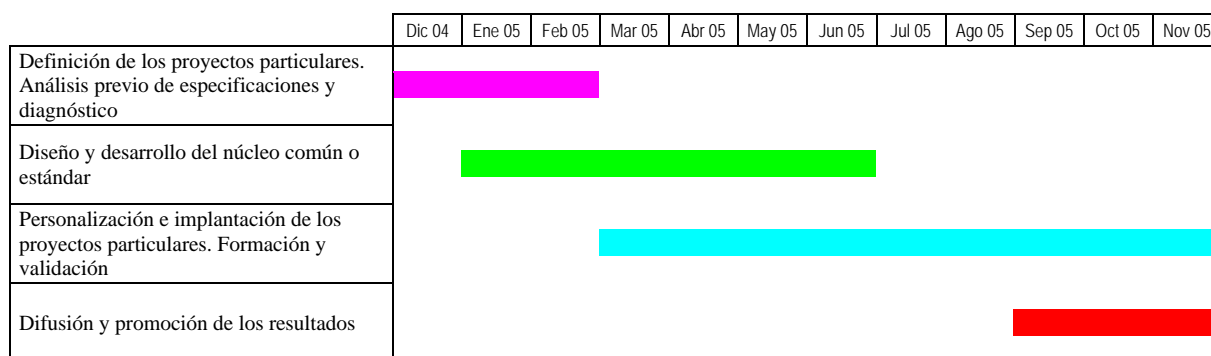 Dic 04 Ene 05 Feb 05 Mar 05 Abr 05 May 05 Jun 05 Jul 05 Ago 05 Sep 05 Oct 05 Nov 05
Definición de los proyectos particulares.
Análisis previo de especificaciones y
diagnóstico
Diseño y desarrollo del núcleo común o
estándar
Personalización e implantación de los
proyectos particulares. Formación y
validación
Difusión y promoción de los resultados